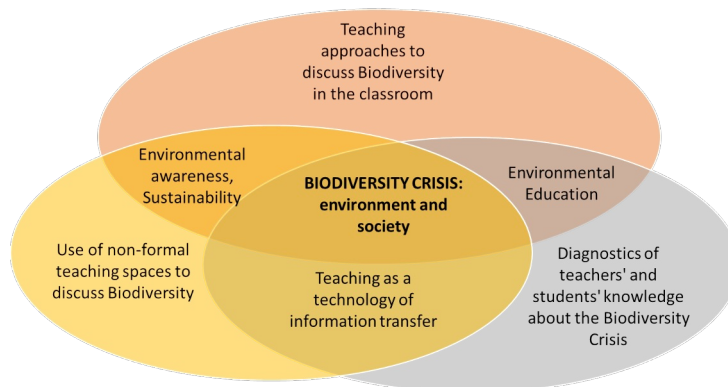 Teaching
approaches to
discuss Biodiversity
in the classroom
Environmental
awareness,
Sustainability
BIODIVERSITY CRISIS:
environment and
society
Environmental
Education
Use of non-formal
teaching spaces to
discuss Biodiversity
Teaching as a
technology of
information transfer
Diagnostics of
teachers' and
students' knowledge
about the Biodiversity
Crisis